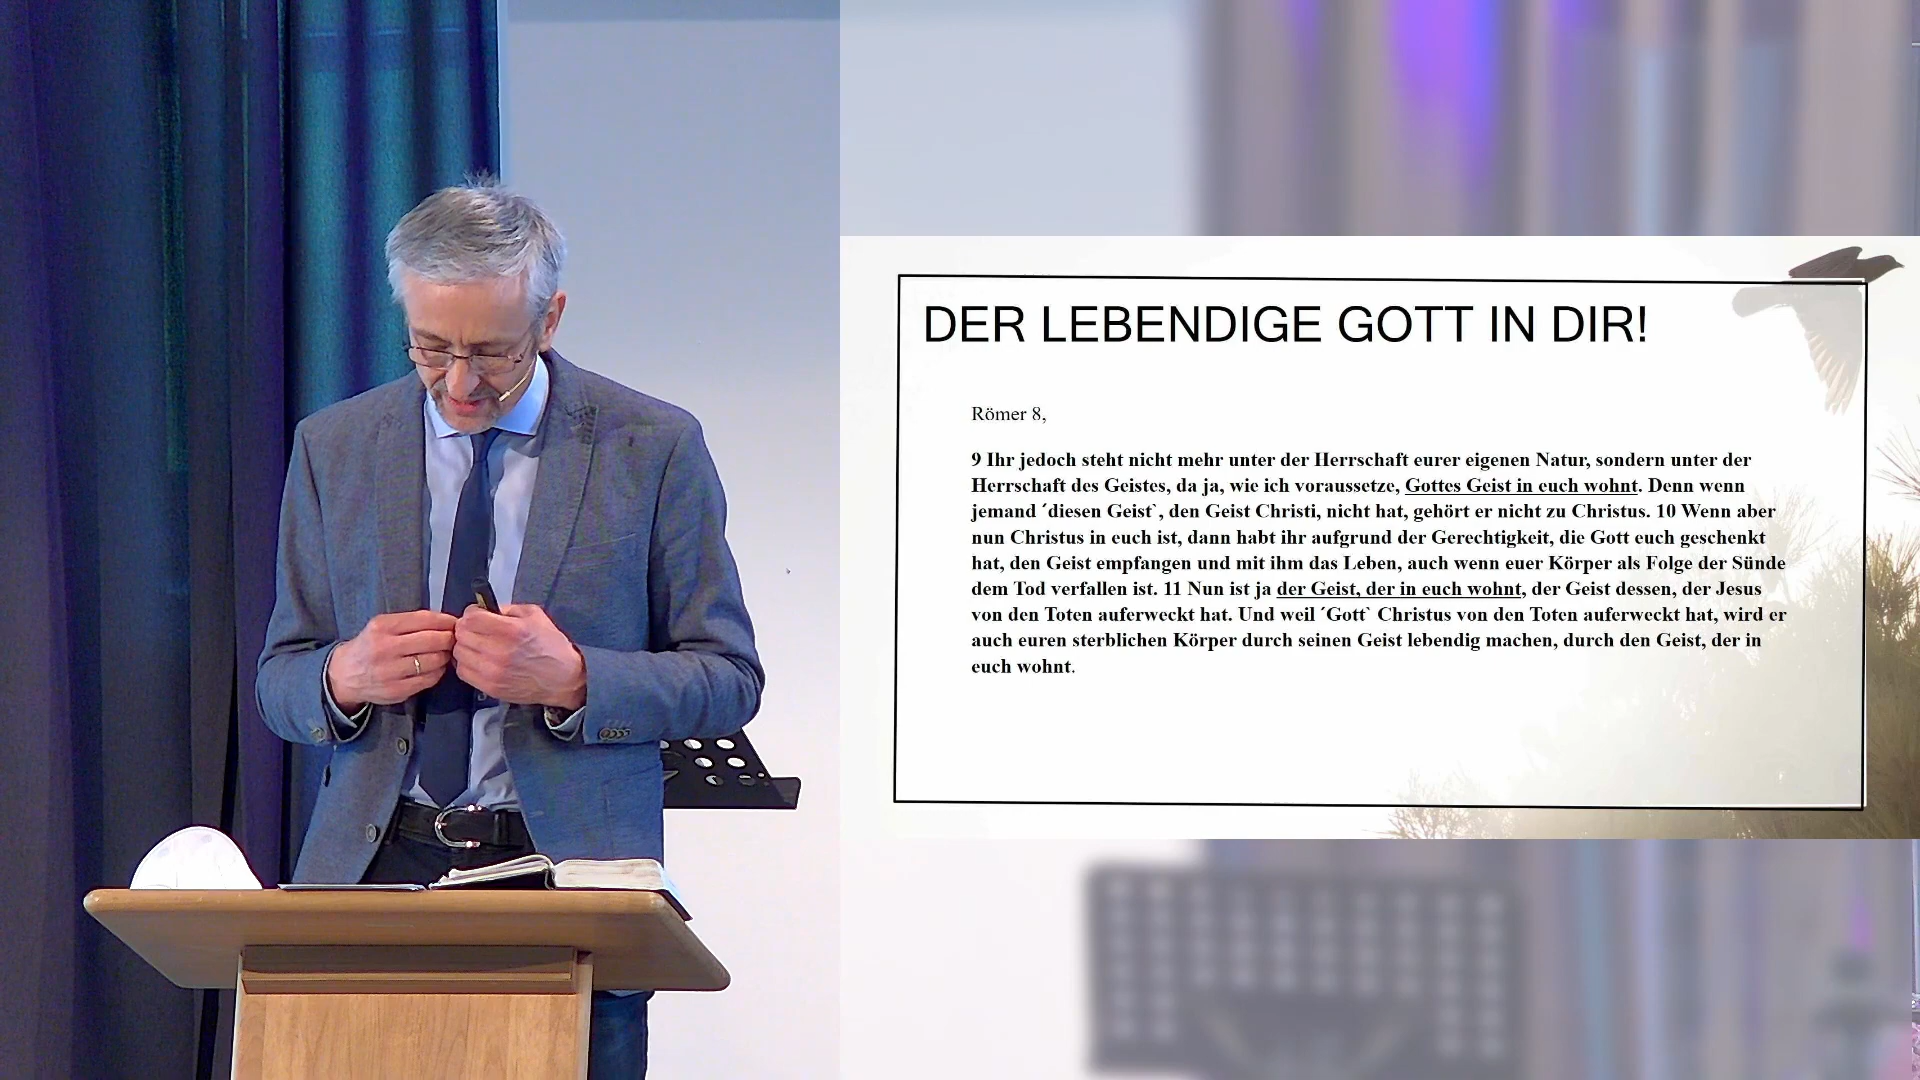 DER LEBENDIGE GOTT IN DIR!
Römer 8,
9 Ihr jedoch steht nicht mehr unter der Herrschaft eurer eigenen Natur, sondern unter der
Herrschaft des Geistes, da ja, wie ich voraussetze, Gottes Geist in euch wohnt. Denn wenn
jemand ´diesen Geist`, den Geist Christi, nicht hat, gehört er nicht zu Christus. 10 Wenn aber
nun Christus in euch ist, dann habt ihr aufgrund der Gerechtigkeit, die Gott euch geschenkt
hat, den Geist empfangen und mit ihm das Leben, auch wenn euer Körper als Folge der Sünde
dem Tod verfallen ist. 11 Nun ist ja der Geist, der in euch wohnt, der Geist dessen, der Jesus
von den Toten auferweckt hat. Und weil ´Gott` Christus von den Toten auferweckt hat, wird er
auch euren sterblichen Körper durch seinen Geist lebendig machen, durch den Geist, der in
euch wohnt.